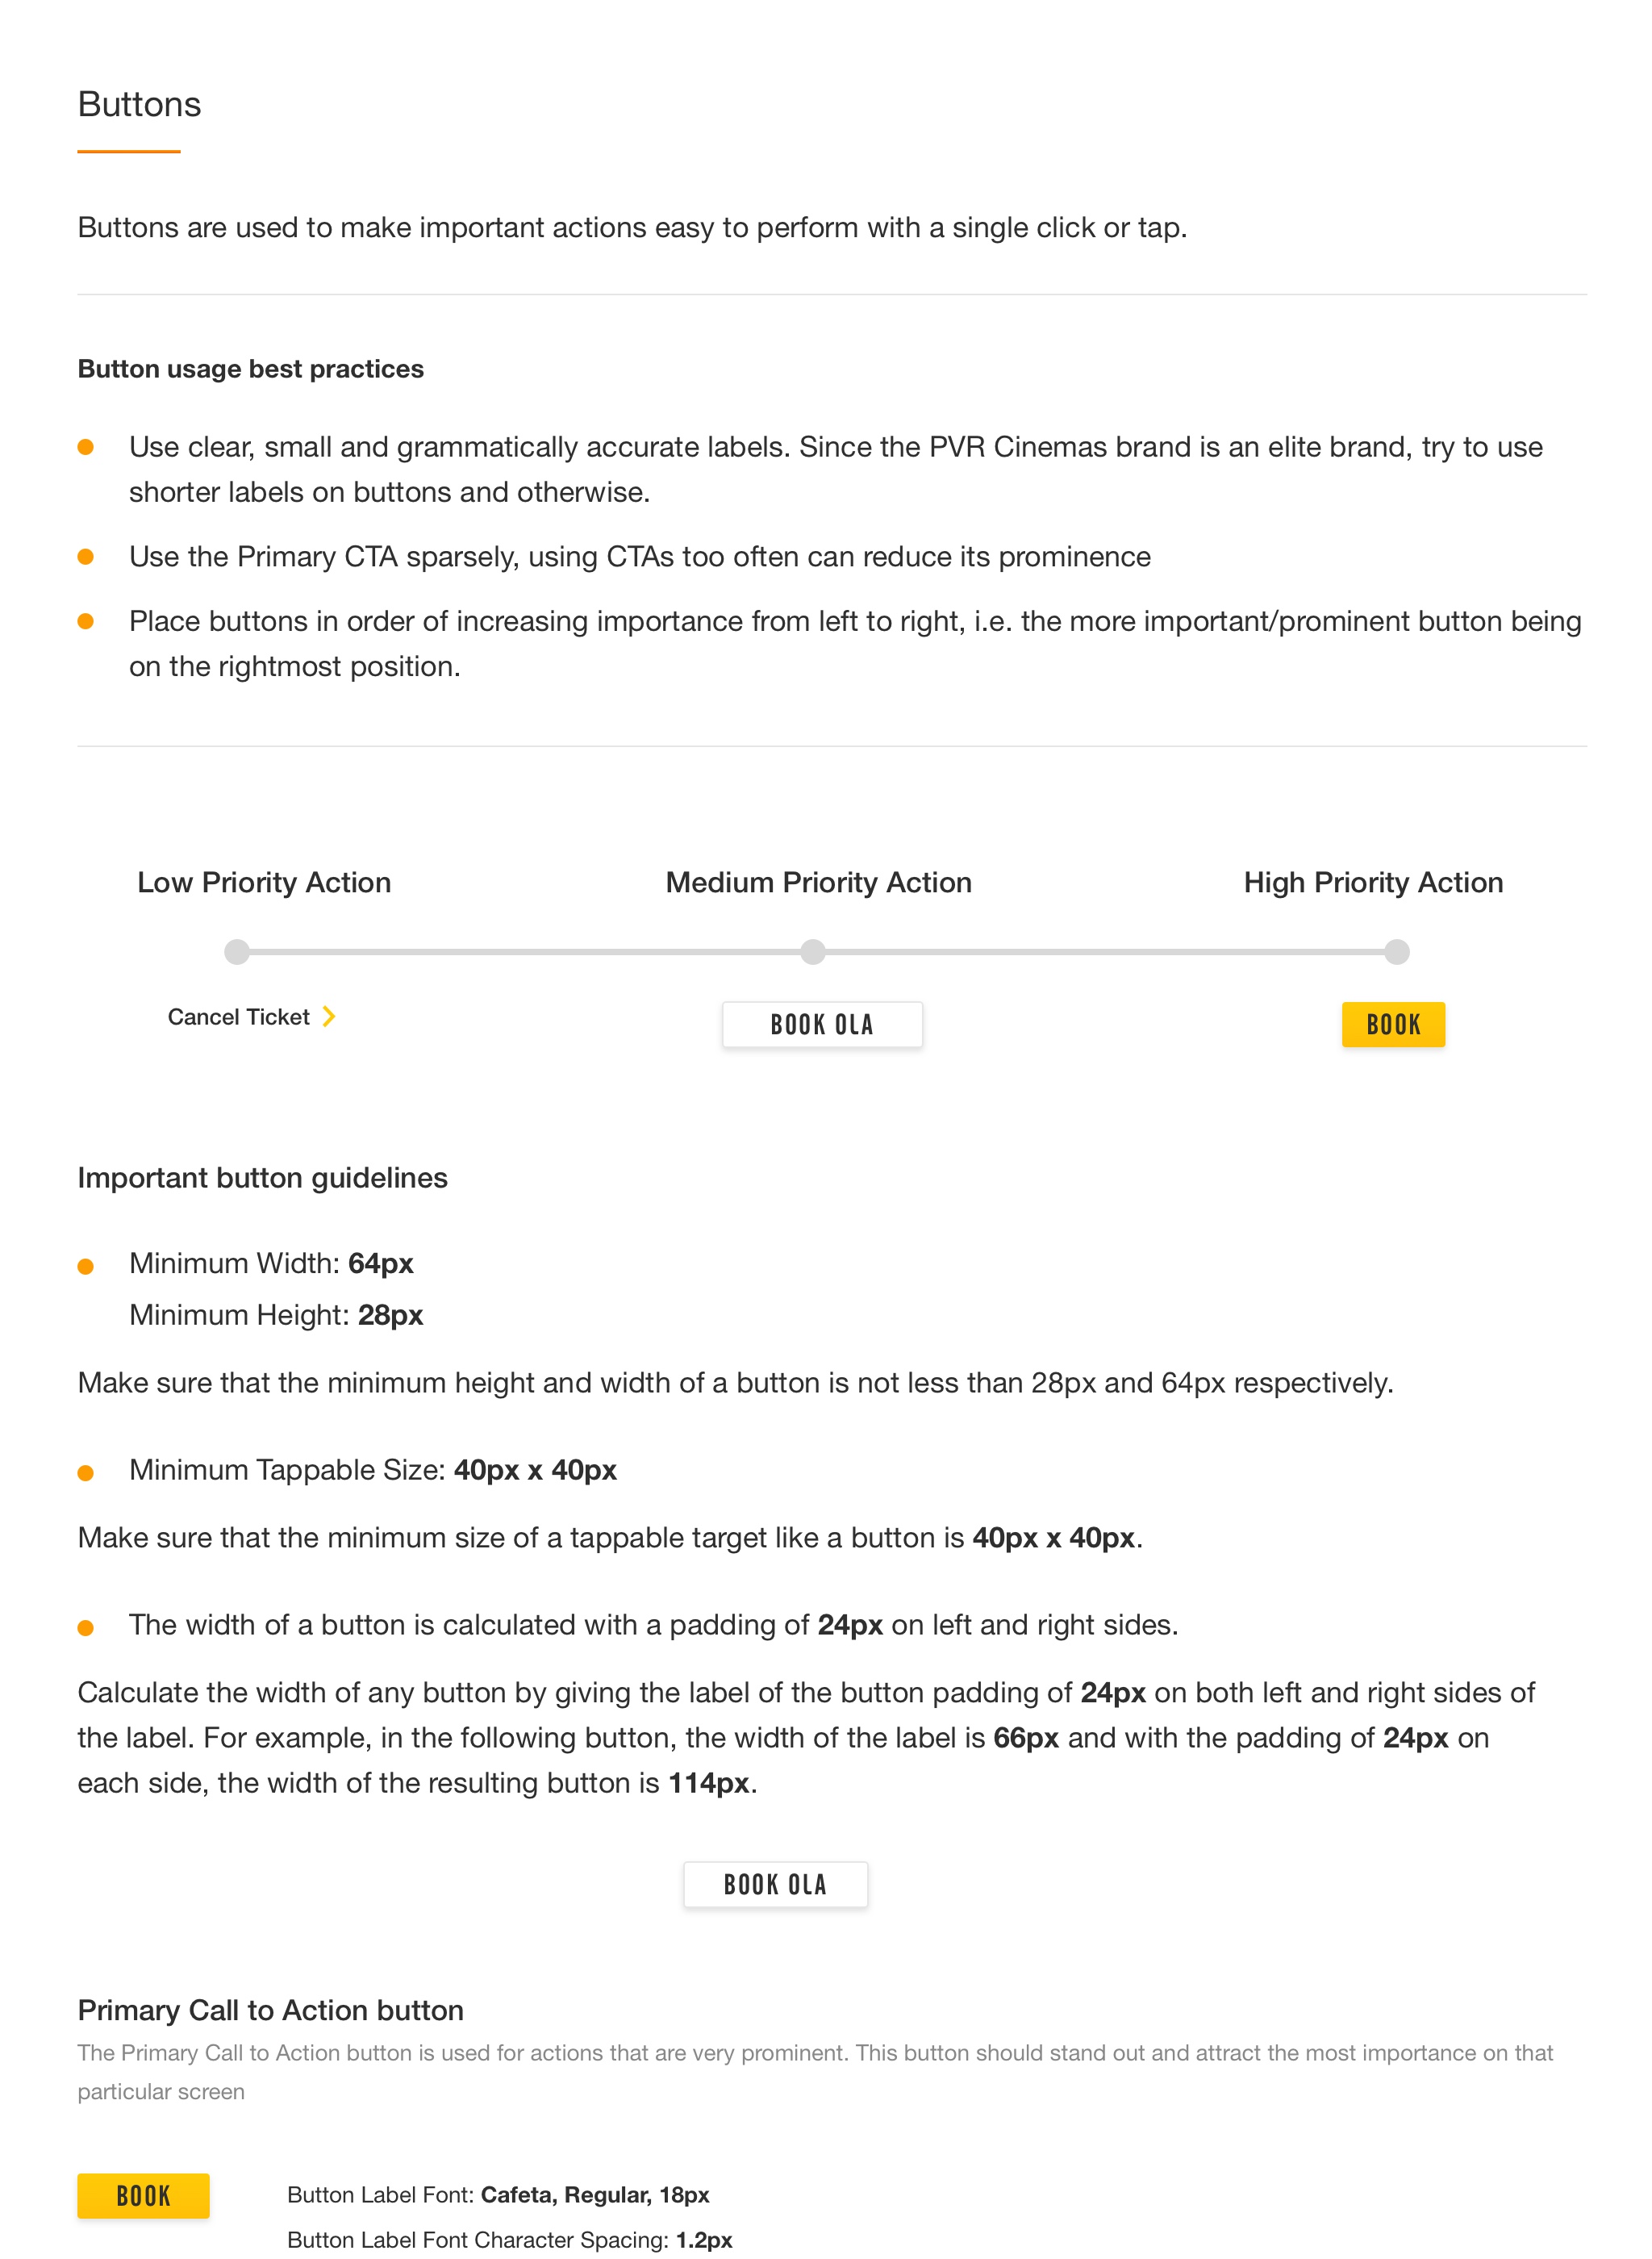 Buttons
Buttons are used to make important actions easy to perform with a single click or tap.
Button usage best practices
Use clear, small and grammatically accurate labels. Since the PVR Cinemas brand is an elite brand, try to use
shorter labels on buttons and otherwise.
Use the Primary CTA sparsely, using CTAs too often can reduce its prominence
Place buttons in order of increasing importance from left to right, i.e. the more important/prominent button being
on the rightmost position.
Low Priority Action Medium Priority Action High Priority Action
Cancel Ticket BOOK OLA BOOK
Important button guidelines
Minimum Width: 64px
Minimum Height: 28px
Make sure that the minimum height and width of a button is not less than 28px and 64px respectively.
Minimum Tappable Size: 40px x 40px
Make sure that the minimum size of a tappable target like a button is 40px x 40px.
The width of a button is calculated with a padding of 24px on left and right sides.
Calculate the width of any button by giving the label of the button padding of 24px on both left and right sides of
the label. For example, in the following button, the width of the label is 66px and with the padding of 24px on
each side, the width of the resulting button is 114px.
BOOK OLA
Primary Call to Action button
The Primary Call to Action button is used for actions that are very prominent. This button should stand out and attract the most importance on that
particular screen
BOOK Button Label Font: Cafeta, Regular, 18px
Button Label Font Character Spacing: 1.2px